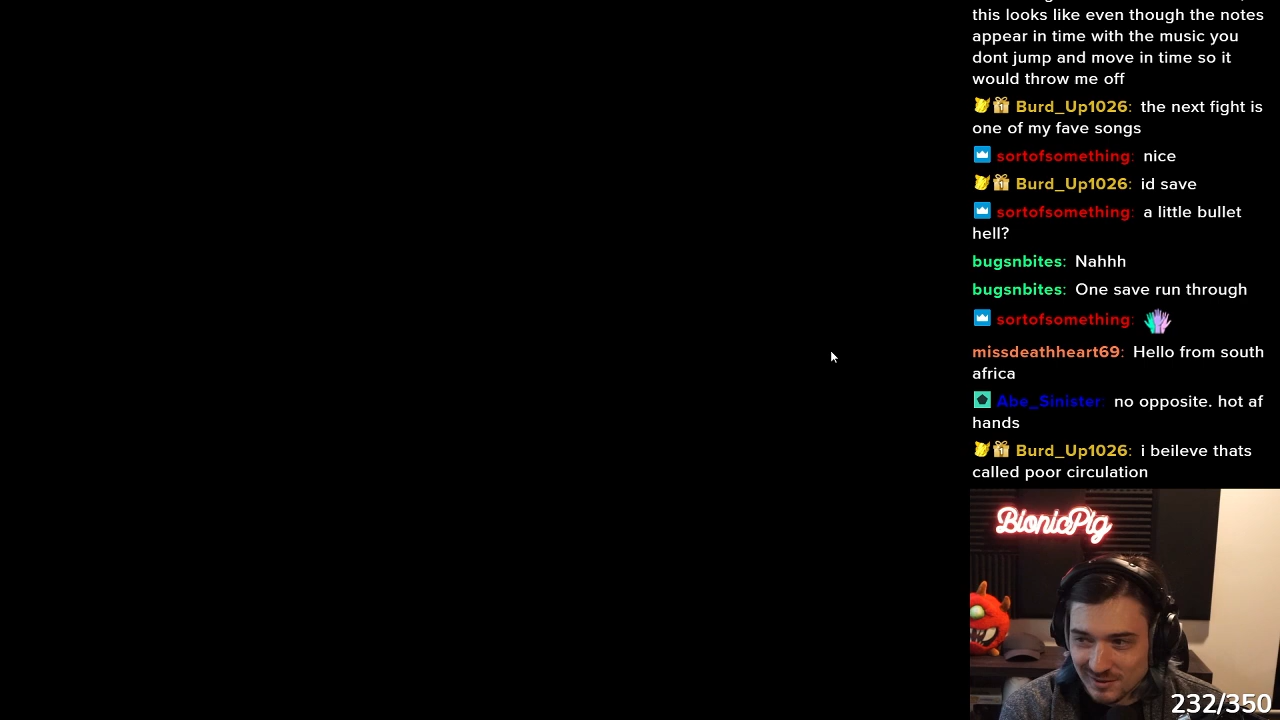 this looks like even though the notes
appear in time with the music you
dont jump and move in time so it
would throw me off
Burd_Up1026: the next fight is
one of my fave songs
sortofsomething: nice
Burd_Up1026: id save
sortofsomething: a little bullet
hell?
bugsnbites: Nahhh
bugsnbites: One save run through
sortofsomething:
missdeathheart69: Hello from south
africa
Abe_Sinister: no opposite. hot af
hands
Burd_Up1026: i beileve thats
called poor circulation
BionicPig
232/350